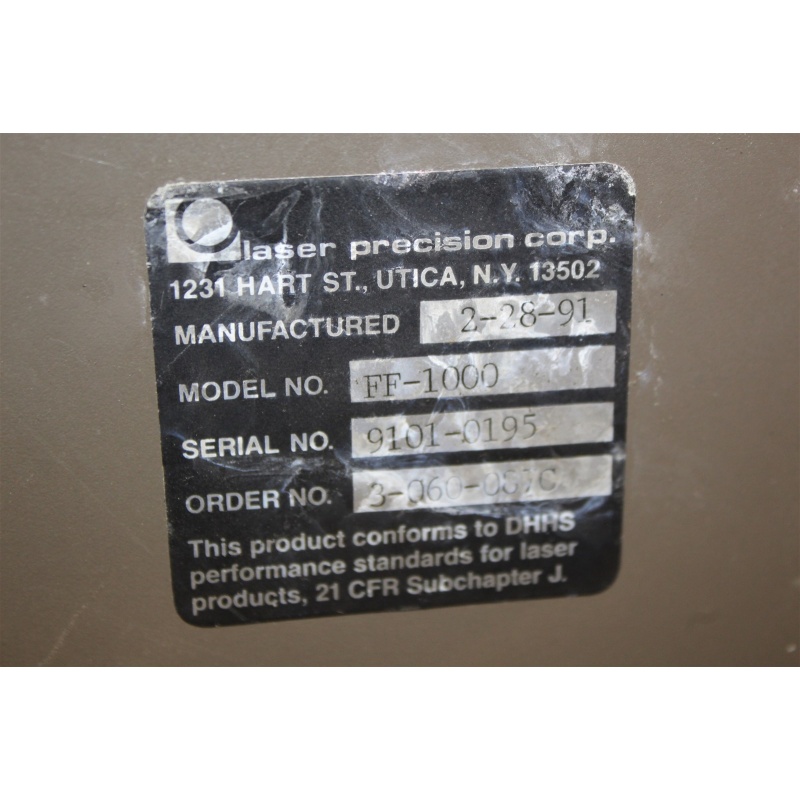 laser precision corp.
1231 HART ST., UTICA, N.Y. 13502
MANUFACTURED 2-28-91
MODEL NO. FF-1000
SERIAL NO. 9101-0195
ORDER NO.
This product conforms to DHHS
performance standards for laser
products, 21 CFR Subchapter J.